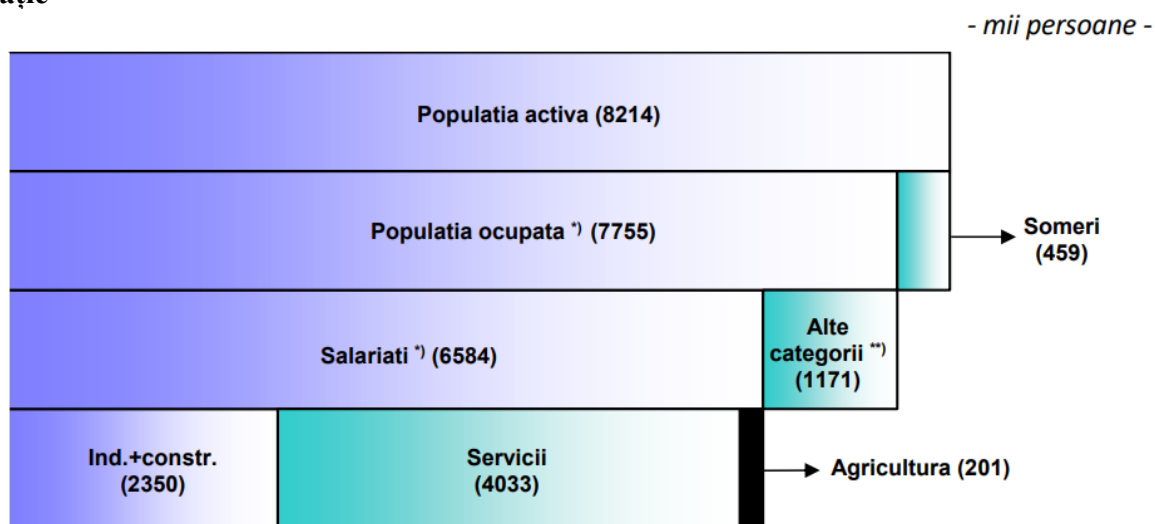 - mii persoane -
Populatia activa (8214)
Populatia ocupata *) (7755)
Someri
(459)
Salariati *) (6584)
Alte
categorii **)
(1171)
Ind.+constr.
(2350)
Servicii
(4033)
Agricultura (201)